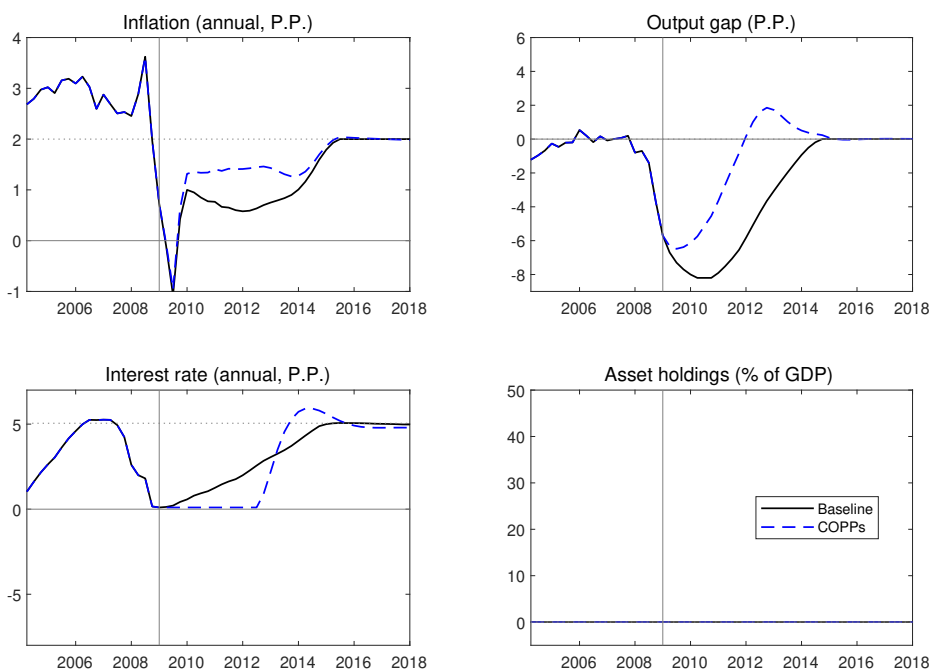 Inflation (annual, P.P.)
4
3
2
1
0
-1
2006 2008 2010 2012 2014 2016 2018
Output gap (P.P.)
6
4
2
0
-2
-4
-6
-8
2006 2008 2010 2012 2014 2016 2018
Interest rate (annual, P.P.)
5
0
-5
2006 2008 2010 2012 2014 2016 2018
Asset holdings (% of GDP)
50
40
30
20
10
0
Baseline
COPPs
2006 2008 2010 2012 2014 2016 2018